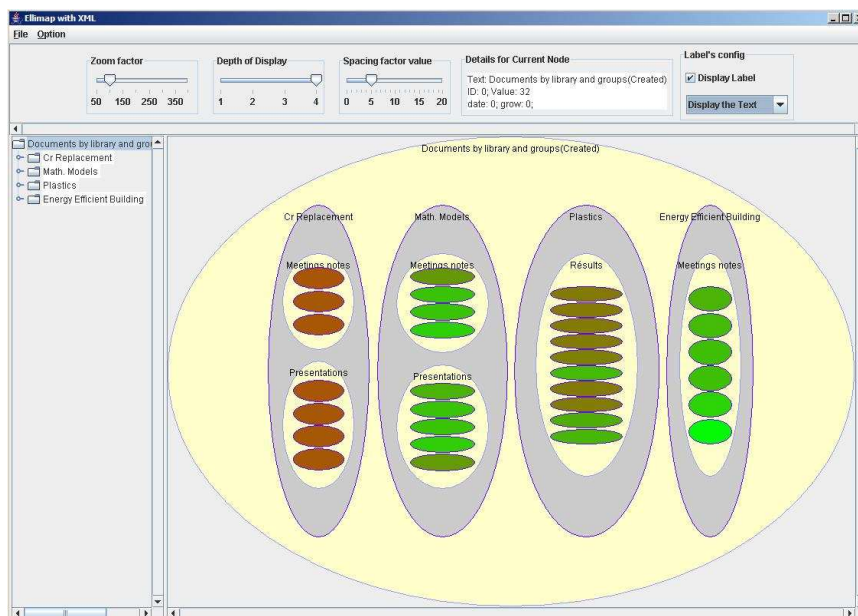 Ellimap with XML
File Option
Zoom factor
50 150 250 350
Depth of Display
1 2 3 4
Spacing factor value
0 5 10 15 20
Details for Current Node
Text: Documents by library and groups(Created)
ID: 0; Value: 32
date: 0; grow: 0;
Label's config
Display Label
Display the Text
Documents by library and grou
Cr Replacement
Math. Models
Plastics
Energy Efficient Building
Documents by library and groups(Created)
Cr Replacement
Math. Models
Plastics
Energy Efficient Building
Meetings notes
Meetings notes
Résults
Meetings notes
Presentations
Presentations